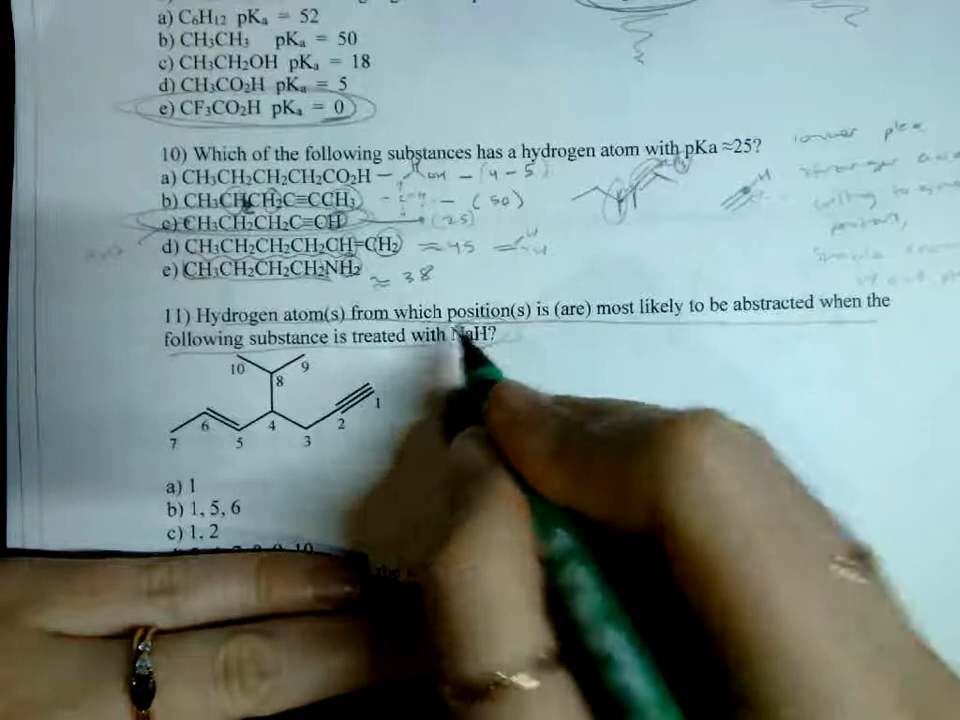 a) C₆H₁₂ pKₐ = 52
b) CH₃CH₃ pKₐ = 50
c) CH₃CH₂OH pKₐ = 18
d) CH₃CO₂H pKₐ = 5
e) CF₃CO₂H pKₐ = 0
10) Which of the following substances has a hydrogen atom with pKa ≈25?
a) CH₃CH₂CH₂CH₂CO₂H – (4-5)
b) CH₃CHCH₂C≡CCH₃ - (50)
c) CH₃CH₂CH₂C≡CH (25)
d) CH₃CH₂CH₂CH₂CH=CH₂ ≈ 45
e) CH₃CH₂CH₂CH₂NH₂ ≈ 38
lower pka
stronger
11) Hydrogen atom(s) from which position(s) is (are) most likely to be abstracted when the
following substance is treated with NaH?
10 9
8
1
6 4 2
7 5 3
a) 1
b) 1, 5, 6
c) 1, 2